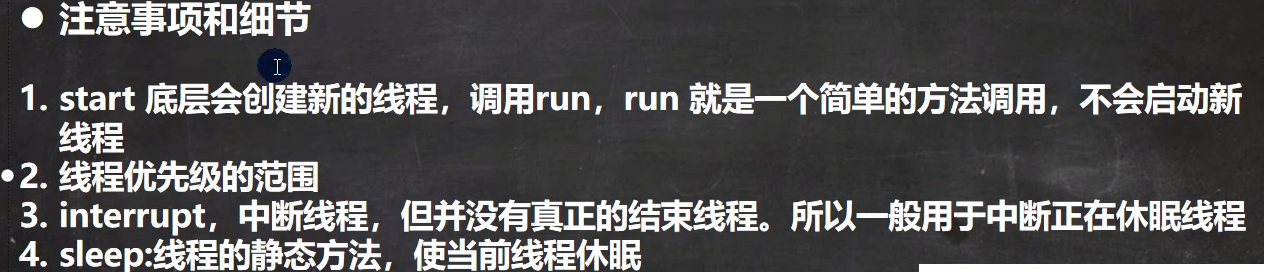 ● 注意事项和细节
1. start 底层会创建新的线程，调用run，run 就是一个简单的方法调用，不会启动新
线程
2. 线程优先级的范围
3. interrupt，中断线程，但并没有真正的结束线程。所以一般用于中断正在休眠线程
4. sleep:线程的静态方法，使当前线程休眠